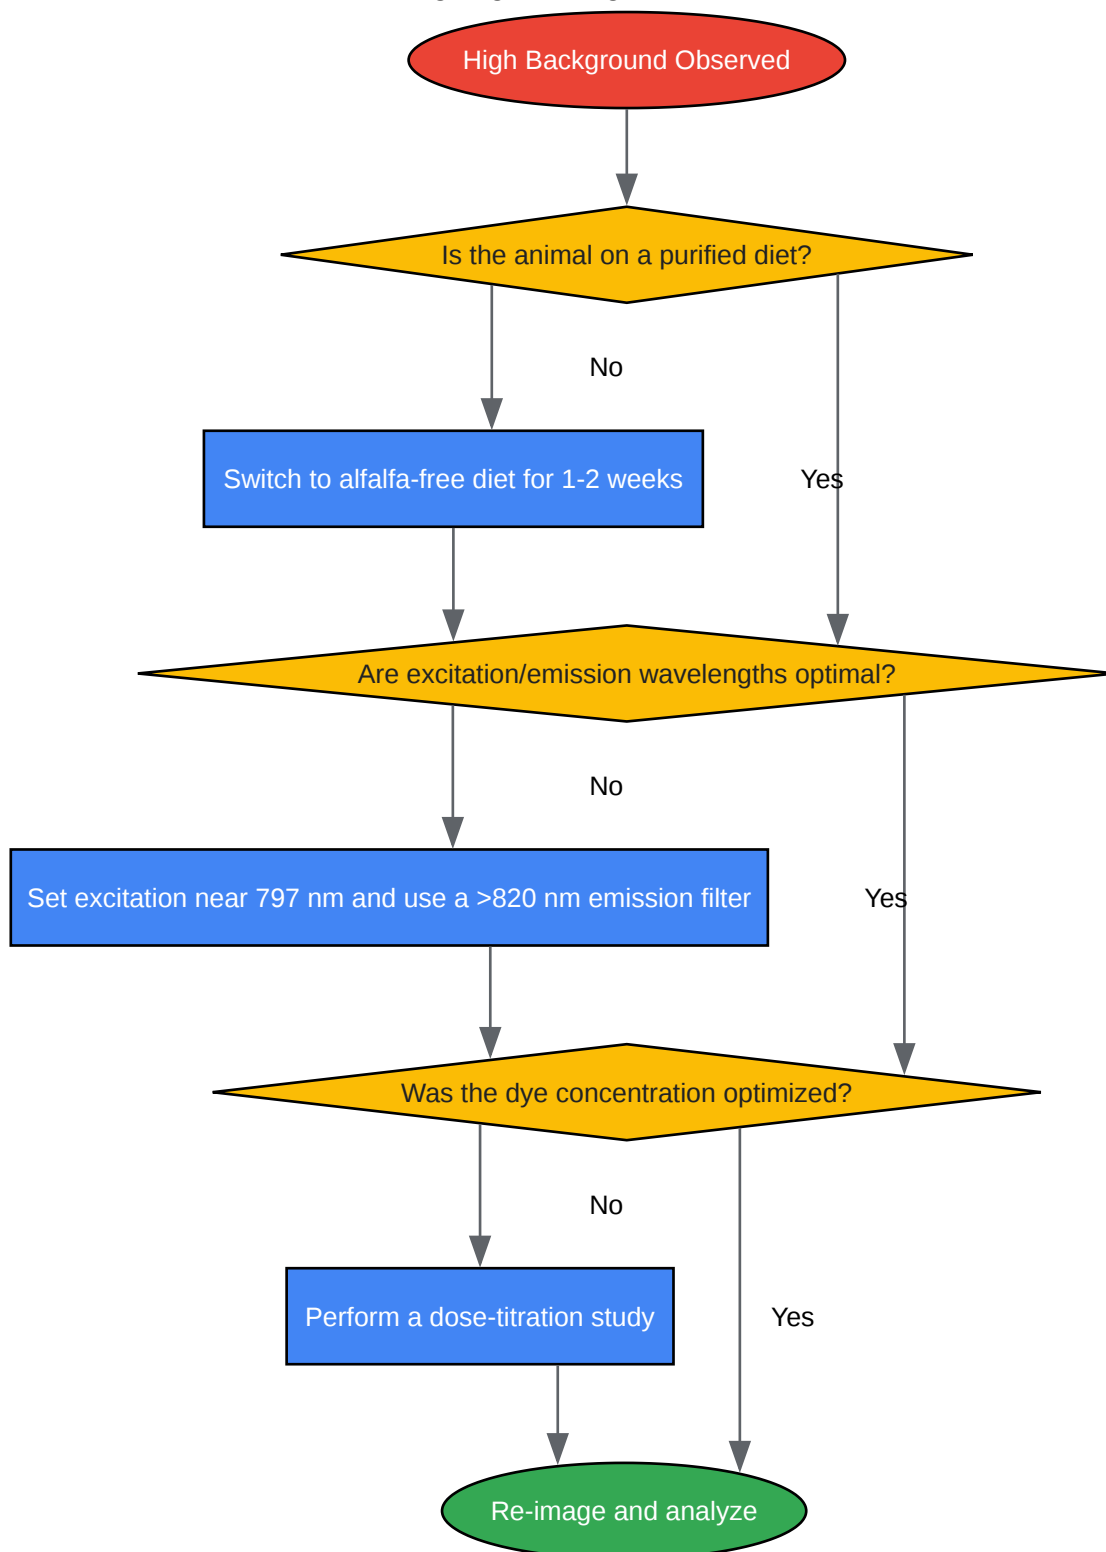 High Background Observed
Is the animal on a purified diet?
No
Switch to alfalfa-free diet for 1-2 weeks
Yes
Are excitation/emission wavelengths optimal?
No
Set excitation near 797 nm and use a >820 nm emission filter
Yes
Was the dye concentration optimized?
No
Perform a dose-titration study
Yes
Re-image and analyze